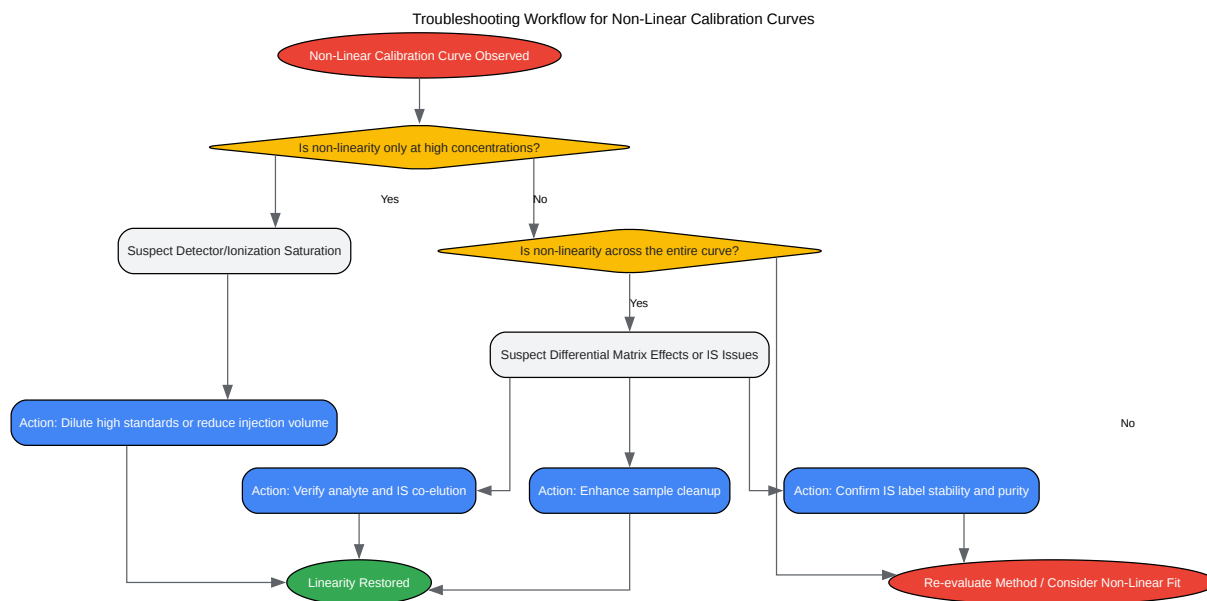 Troubleshooting Workflow for Non-Linear Calibration Curves
Non-Linear Calibration Curve Observed
Is non-linearity only at high concentrations?
Yes
No
Suspect Detector/Ionization Saturation
Is non-linearity across the entire curve?
Yes
Suspect Differential Matrix Effects or IS Issues
Action: Dilute high standards or reduce injection volume
No
Action: Verify analyte and IS co-elution
Action: Enhance sample cleanup
Action: Confirm IS label stability and purity
Linearity Restored
Re-evaluate Method / Consider Non-Linear Fit